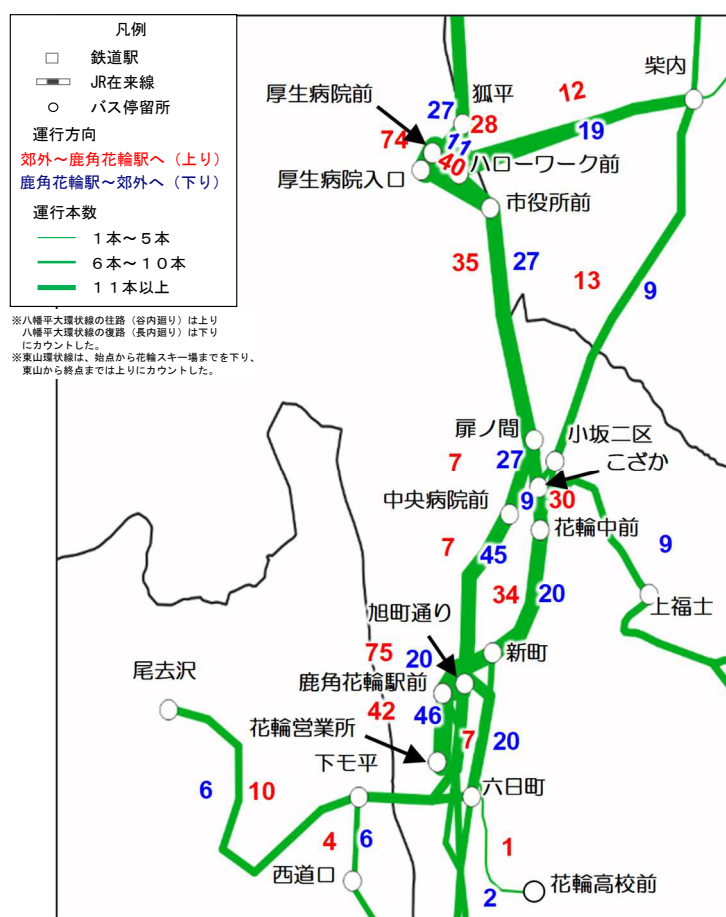 凡例
鉄道駅
JR在来線
バス停留所
運行方向
郊外～鹿角花輪駅へ（上り）
鹿角花輪駅～郊外へ（下り）
運行本数
１本～５本
６本～１０本
１１本以上
※八幡平大環状線の往路（谷内廻り）は上り
八幡平大環状線の復路（長内廻り）は下り
にカウントした。
※東山環状線は、始点から花輪スキー場までを下り、
東山から終点までは上りにカウントした。
柴内
狐平
12
厚生病院前
27
28
19
74
11
40
ハローワーク前
厚生病院入口
市役所前
35
27
13
9
扉ノ間
小坂二区
7
27
こざか
中央病院前
9
30
花輪中前
7
45
9
34
20
上福士
旭町通り
75
20
新町
尾去沢
鹿角花輪駅前
42
46
花輪営業所
7
20
下モ平
六日町
6
10
4
6
1
西道口
花輪高校前
2